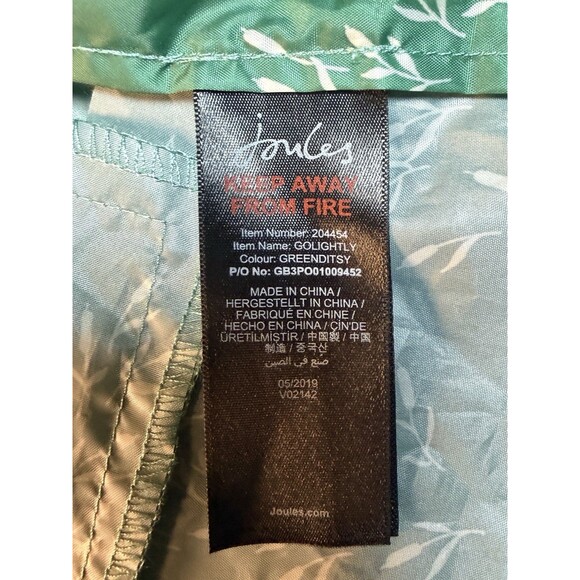 Joules
KEEP AWAY
FROM FIRE
Item Number: 204454
Item Name: GOLIGHTLY
Colour: GREENDITSY
P/O No: GB3PO01009452
MADE IN CHINA /
HERGESTELLT IN CHINA /
FABRIQUÉ EN CHINE /
HECHO EN CHINA / ÇIN'DE
ÜRETİLMİŞTİR / 中国製 / 中国
制造 / 중국산
صنع في الصين
05/2019
V02142
Joules.com